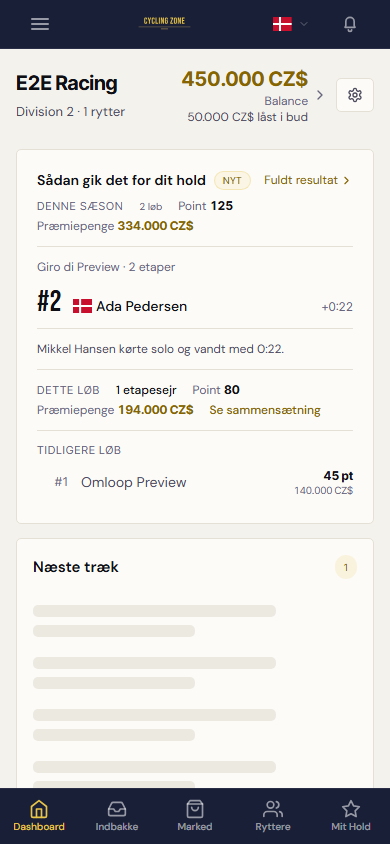 CYCLING ZONE
E2E Racing
450.000 CZ$
Balance
Division 2 · 1 rytter
50.000 CZ$ låst i bud
Sådan gik det for dit hold NYT Fuldt resultat
DENNE SÆSON 2 løb Point 125
Præmiepenge 334.000 CZ$
Giro di Preview · 2 etaper
#2 Ada Pedersen +0:22
Mikkel Hansen kørte solo og vandt med 0:22.
DETTE LØB 1 etapesejr Point 80
Præmiepenge 194.000 CZ$ Se sammensætning
TIDLIGERE LØB
#1 Omloop Preview 45 pt
140.000 CZ$
Næste træk 1
Dashboard Indbakke Marked Ryttere Mit Hold